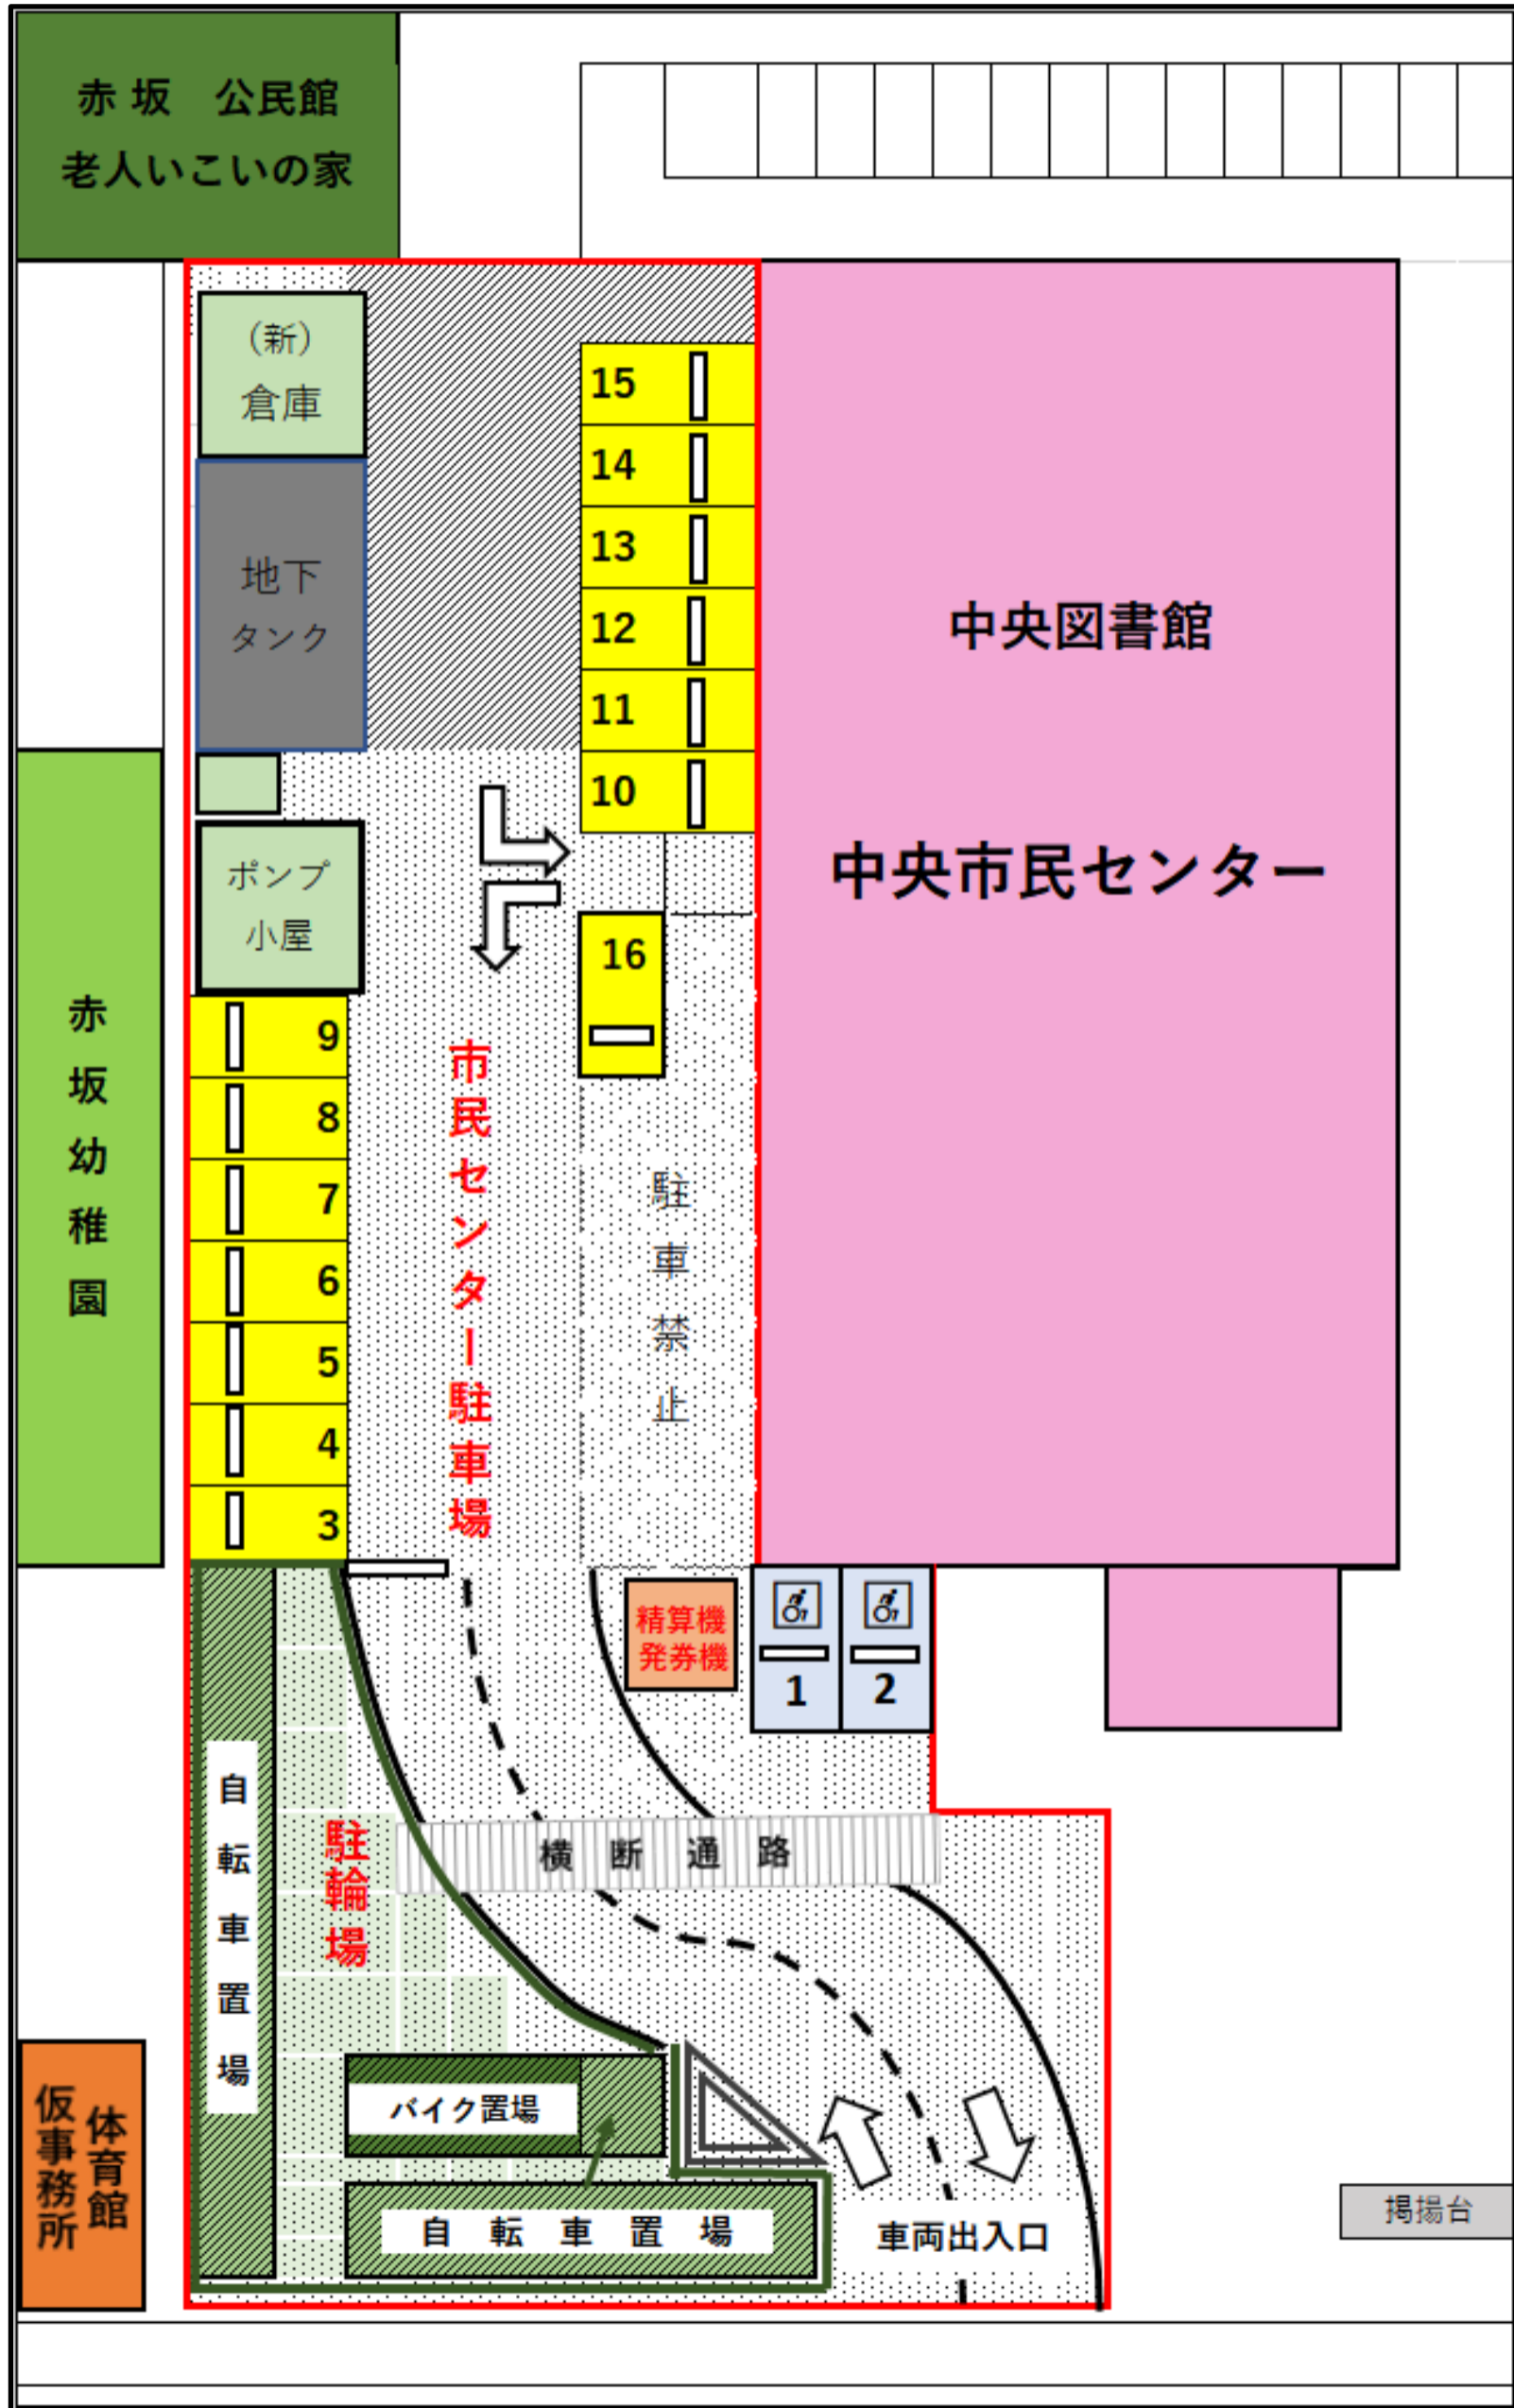 赤坂　公民館
老人いこいの家
（新）
倉庫
地下
タンク
ポンプ
小屋
15
14
13
12
11
10
16
中央図書館
中央市民センター
赤坂幼稚園
9
8
7
6
5
4
3
市民センター駐車場
駐車禁止
精算機
発券機
1
2
横断通路
自転車置場
駐輪場
バイク置場
自転車置場
車両出入口
体育館
仮事務所
掲揚台